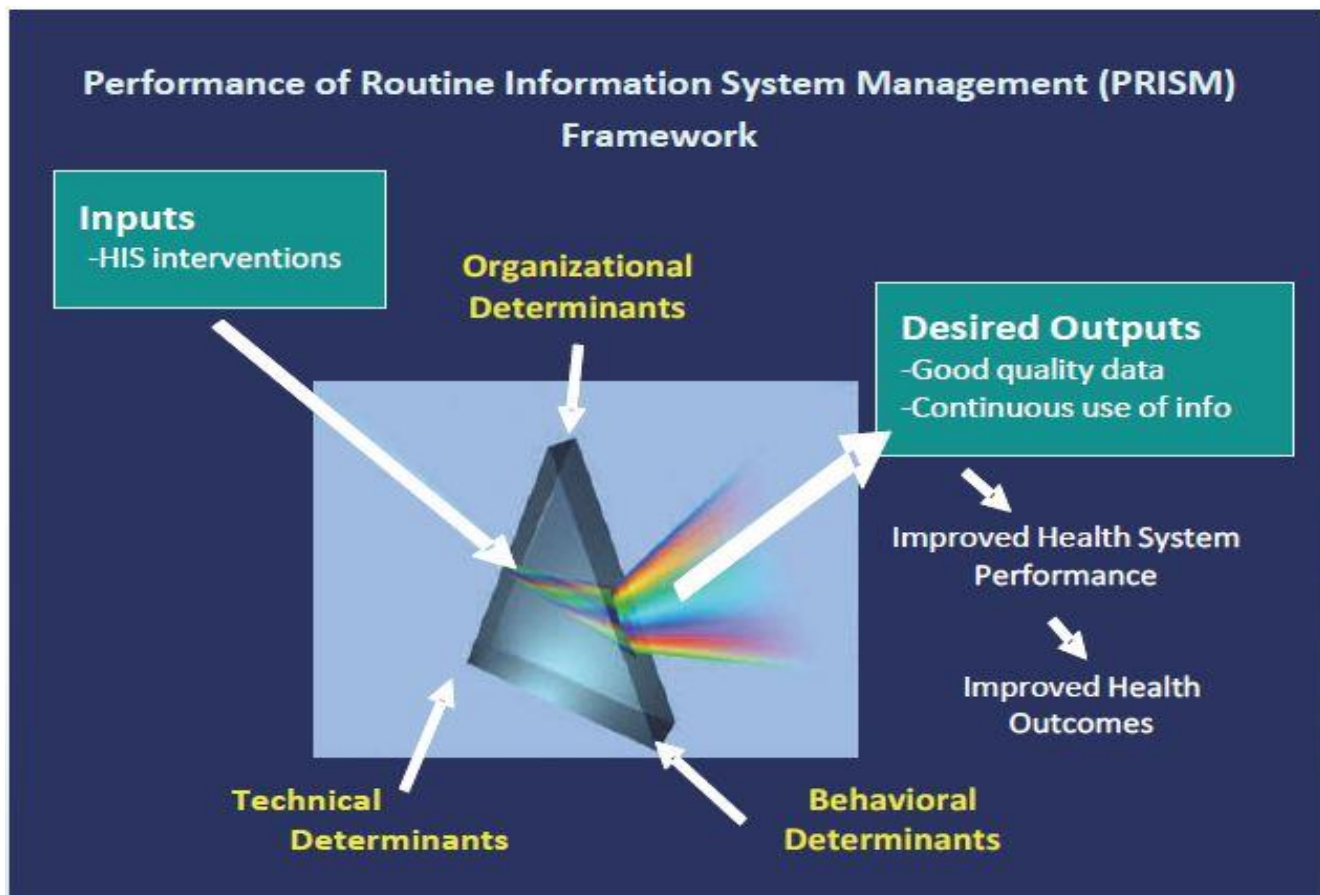 Performance of Routine Information System Management (PRISM)
Framework
Inputs
-HIS interventions
Organizational
Determinants
Desired Outputs
-Good quality data
-Continuous use of info
Improved Health System
Performance
Improved Health
Outcomes
Technical
Determinants
Behavioral
Determinants